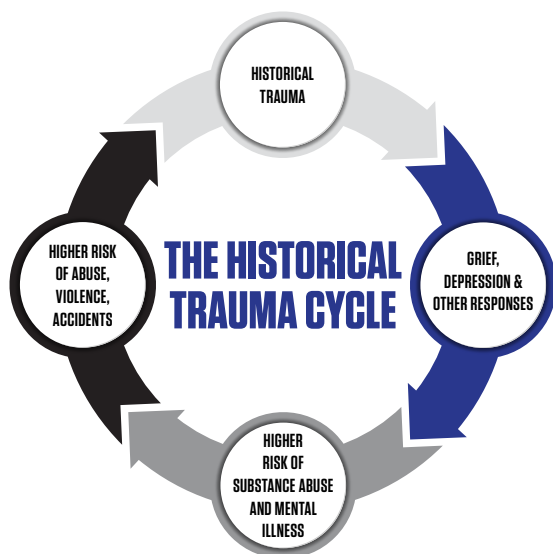 HISTORICAL
TRAUMA
THE HISTORICAL
TRAUMA CYCLE
GRIEF,
DEPRESSION &
OTHER RESPONSES
HIGHER
RISK OF
SUBSTANCE ABUSE
AND MENTAL
ILLNESS
HIGHER RISK
OF ABUSE,
VIOLENCE,
ACCIDENTS